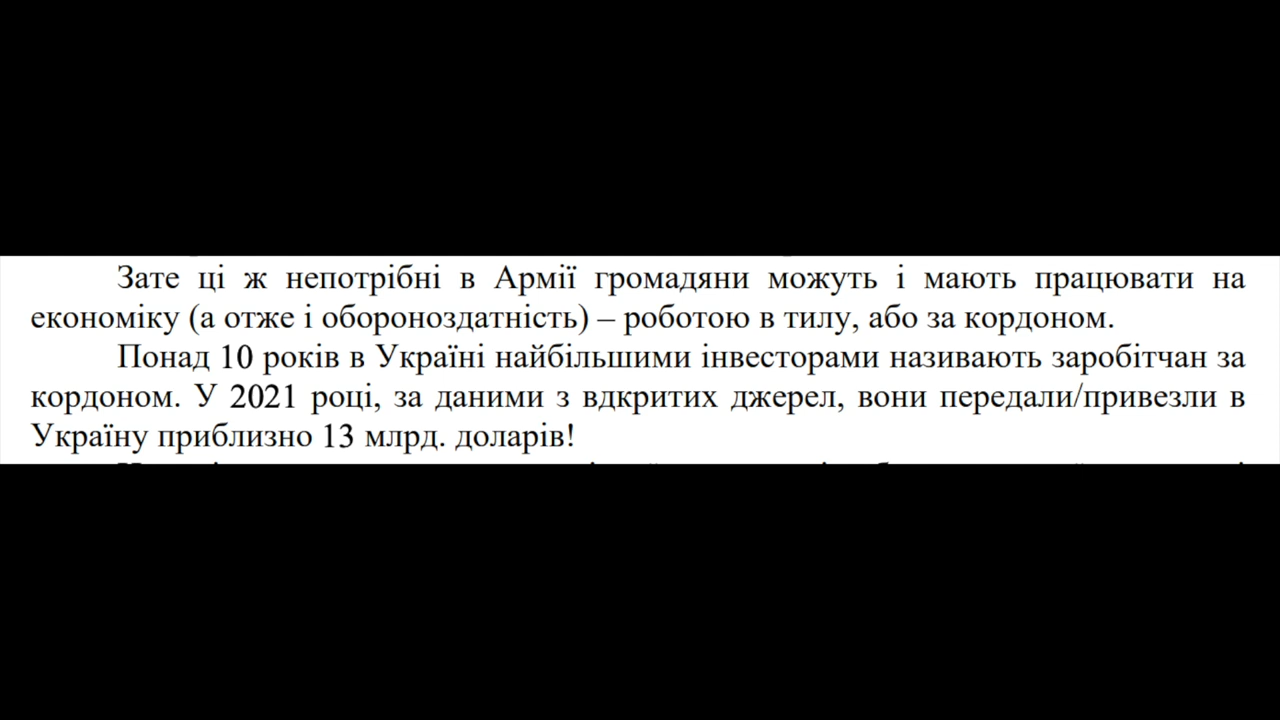 Зате ці ж непотрібні в Армії громадяни можуть і мають працювати на
економіку (а отже і обороноздатність) – роботою в тилу, або за кордоном.
Понад 10 років в Україні найбільшими інвесторами називають заробітчан за
кордоном. У 2021 році, за даними з вдкритих джерел, вони передали/привезли в
Україну приблизно 13 млрд. доларів!